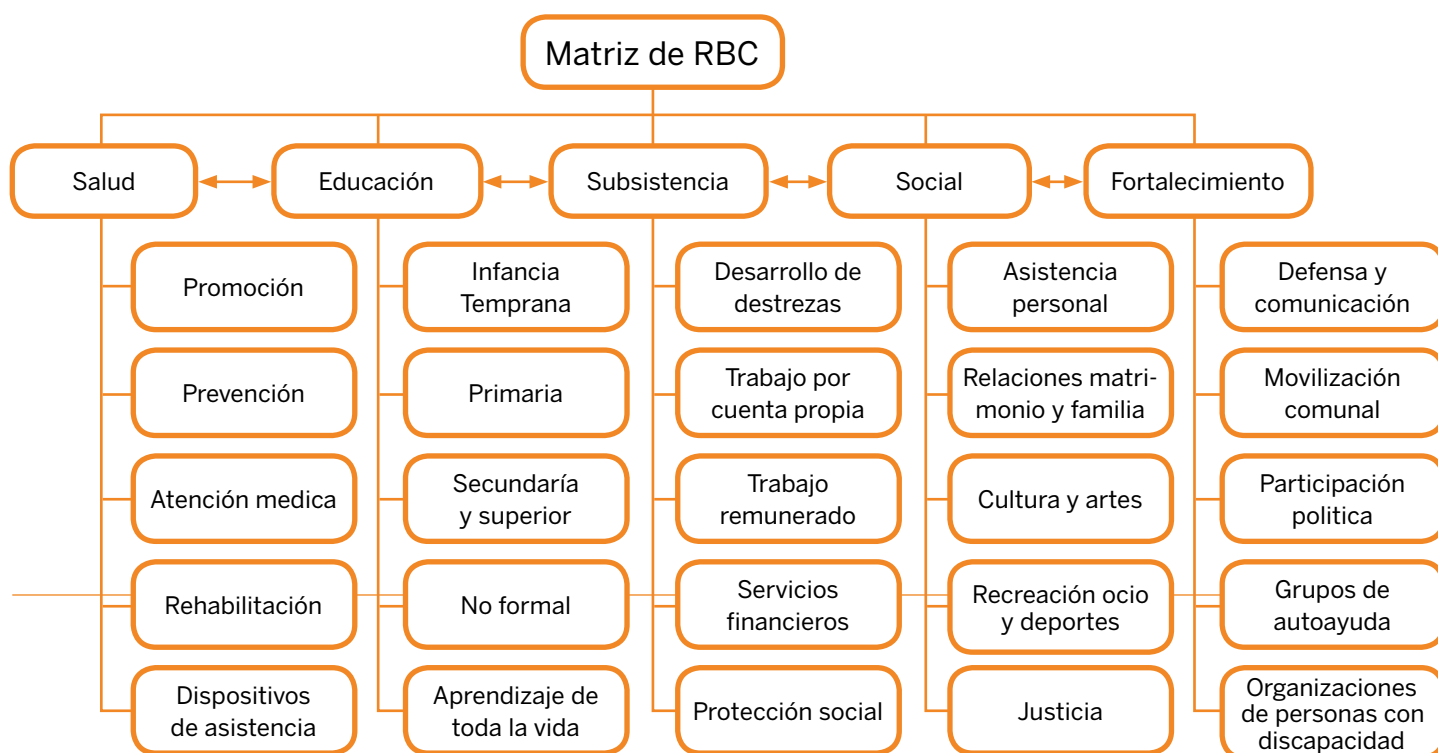 Matriz de RBC
Salud
Educación
Subsistencia
Social
Fortalecimiento
Promoción
Prevención
Atención medica
Rehabilitación
Dispositivos
de asistencia
Infancia
Temprana
Primaria
Secundaría
y superior
No formal
Aprendizaje de
toda la vida
Desarrollo de
destrezas
Trabajo por
cuenta propia
Trabajo
remunerado
Servicios
financieros
Protección social
Asistencia
personal
Relaciones matri-
monio y familia
Cultura y artes
Recreación ocio
y deportes
Justicia
Defensa y
comunicación
Movilización
comunal
Participación
politica
Grupos de
autoayuda
Organizaciones
de personas con
discapacidad